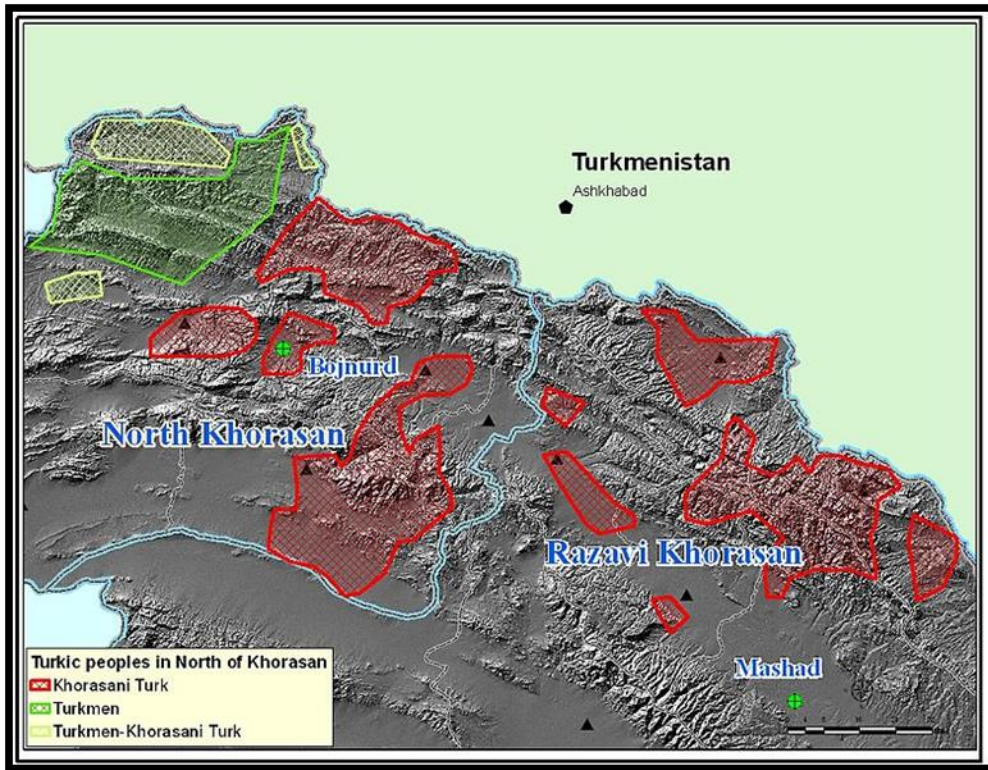 Turkmenistan
Ashkhabad
Bojnurd
North Khorasan
Razavi Khorasan
Mashad
Turkic peoples in North of Khorasan
Khorasani Turk
Turkmen
Turkmen-Khorasani Turk